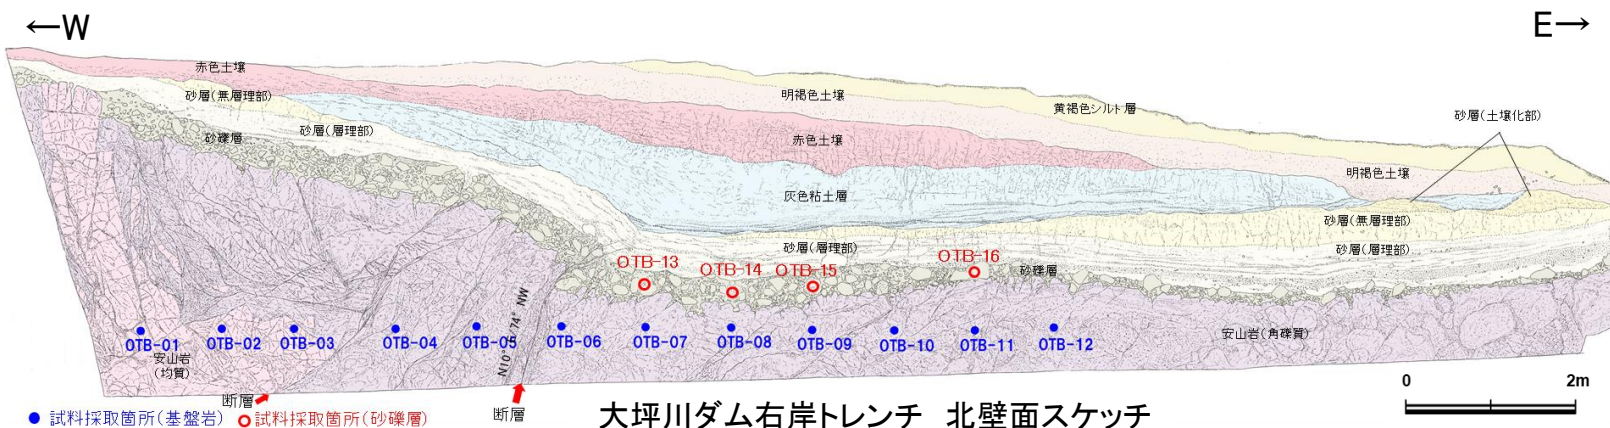 ←W
E→
赤色土壌
明褐色土壌
黄褐色シルト層
砂層(無層理部)
砂層(土壌化部)
砂層(層理部)
砂礫層
赤色土壌
明褐色土壌
灰色粘土層
砂層(無層理部)
砂層(層理部)
砂層(層理部)
OTB-13
OTB-14
OTB-15
OTB-16
砂礫層
OTB-01
OTB-02
OTB-03
OTB-04
OTB-05
OTB-06
OTB-07
OTB-08
OTB-09
OTB-10
OTB-11
OTB-12
安山岩(角礫質)
安山岩
(均質)
断層
断層
0
2m
試料採取箇所(基盤岩)
試料採取箇所(砂礫層)
大坪川ダム右岸トレンチ 北壁面スケッチ